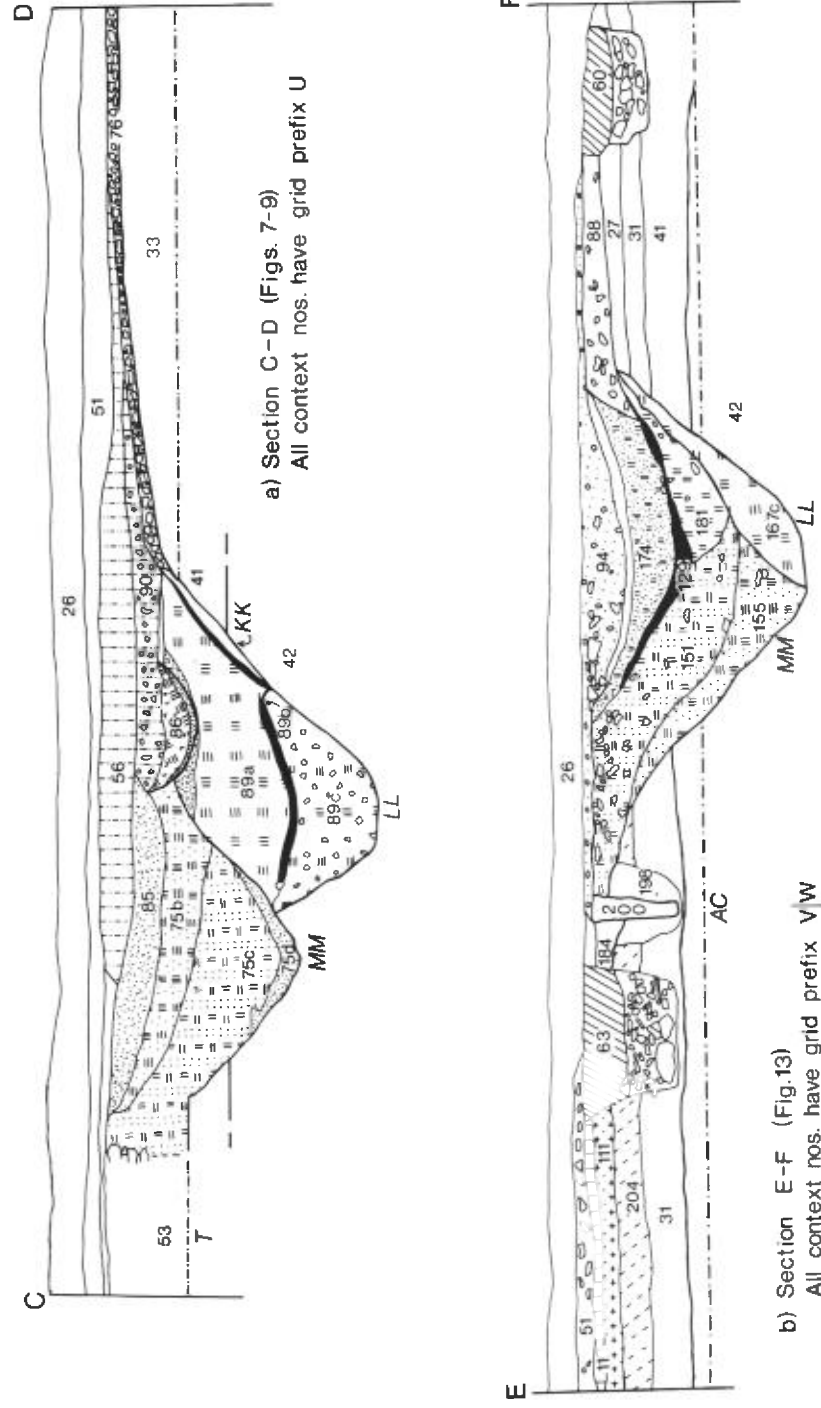 C
D
26
51
56
76
33
90
85
86
75b
41
KK
42
89a
89b
89c
LL
75c
75d
MM
53
T
a) Section C-D (Figs. 7-9)
All context nos. have grid prefix U
E
26
60
88
27
31
41
42
94
174
129
181
151
155
167c
LL
MM
198
200
184
63
AC
51
11
111
204
31
b) Section E-F (Fig.13)
All context nos. have grid prefix V W